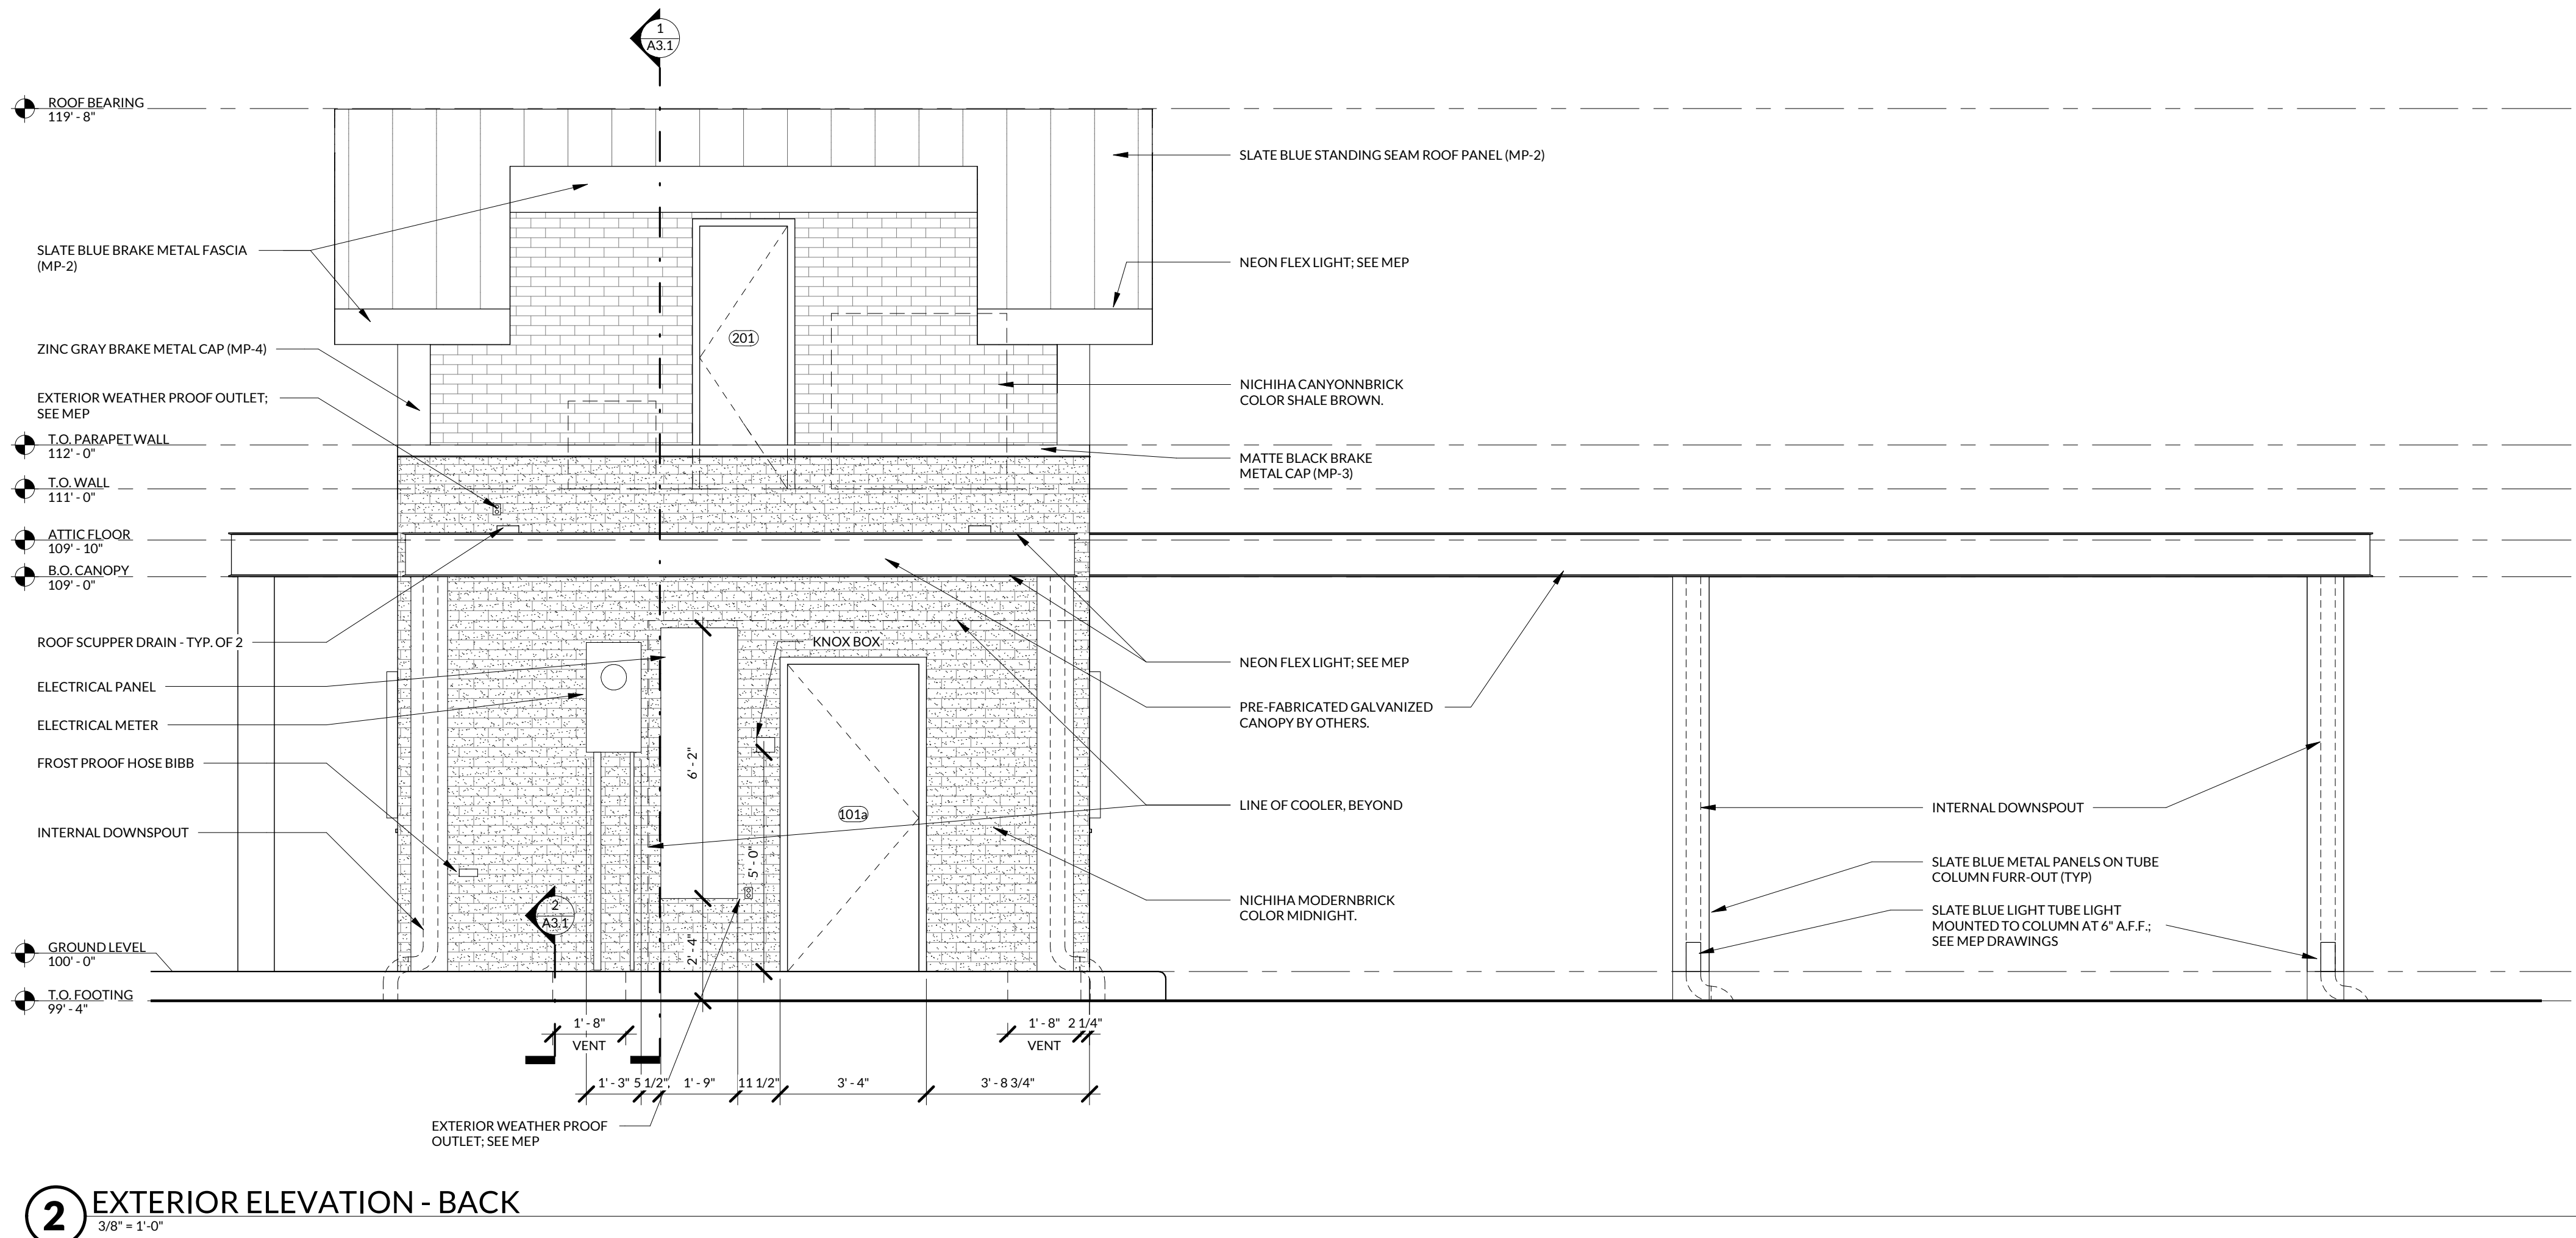 1
A3.1
ROOF BEARING
119' - 8"
SLATE BLUE STANDING SEAM ROOF PANEL (MP-2)
SLATE BLUE BRAKE METAL FASCIA
(MP-2)
NEON FLEX LIGHT; SEE MEP
201
ZINC GRAY BRAKE METAL CAP (MP-4)
NICHIHA CANYONNBRICK
COLOR SHALE BROWN.
EXTERIOR WEATHER PROOF OUTLET;
SEE MEP
T.O. PARAPET WALL
112' - 0"
MATTE BLACK BRAKE
METAL CAP (MP-3)
T.O. WALL
111' - 0"
ATTIC FLOOR
109' - 10"
B.O. CANOPY
109' - 0"
ROOF SCUPPER DRAIN - TYP. OF 2
KNOX BOX
NEON FLEX LIGHT; SEE MEP
ELECTRICAL PANEL
PRE-FABRICATED GALVANIZED
CANOPY BY OTHERS.
ELECTRICAL METER
FROST PROOF HOSE BIBB
6' - 2"
LINE OF COOLER, BEYOND
INTERNAL DOWNSPOUT
101a
INTERNAL DOWNSPOUT
5' - 0"
SLATE BLUE METAL PANELS ON TUBE
COLUMN FURR-OUT (TYP)
NICHIHA MODERNBRICK
COLOR MIDNIGHT.
SLATE BLUE LIGHT TUBE LIGHT
MOUNTED TO COLUMN AT 6" A.F.F.;
SEE MEP DRAWINGS
2
A3.1
2' - 4"
GROUND LEVEL
100' - 0"
T.O. FOOTING
99' - 4"
1' - 8"
VENT
1' - 8" 2 1/4"
VENT
1' - 3" 5 1/2" 1' - 9" 11 1/2" 3' - 4" 3' - 8 3/4"
EXTERIOR WEATHER PROOF
OUTLET; SEE MEP
2 EXTERIOR ELEVATION - BACK
3/8" = 1'-0"